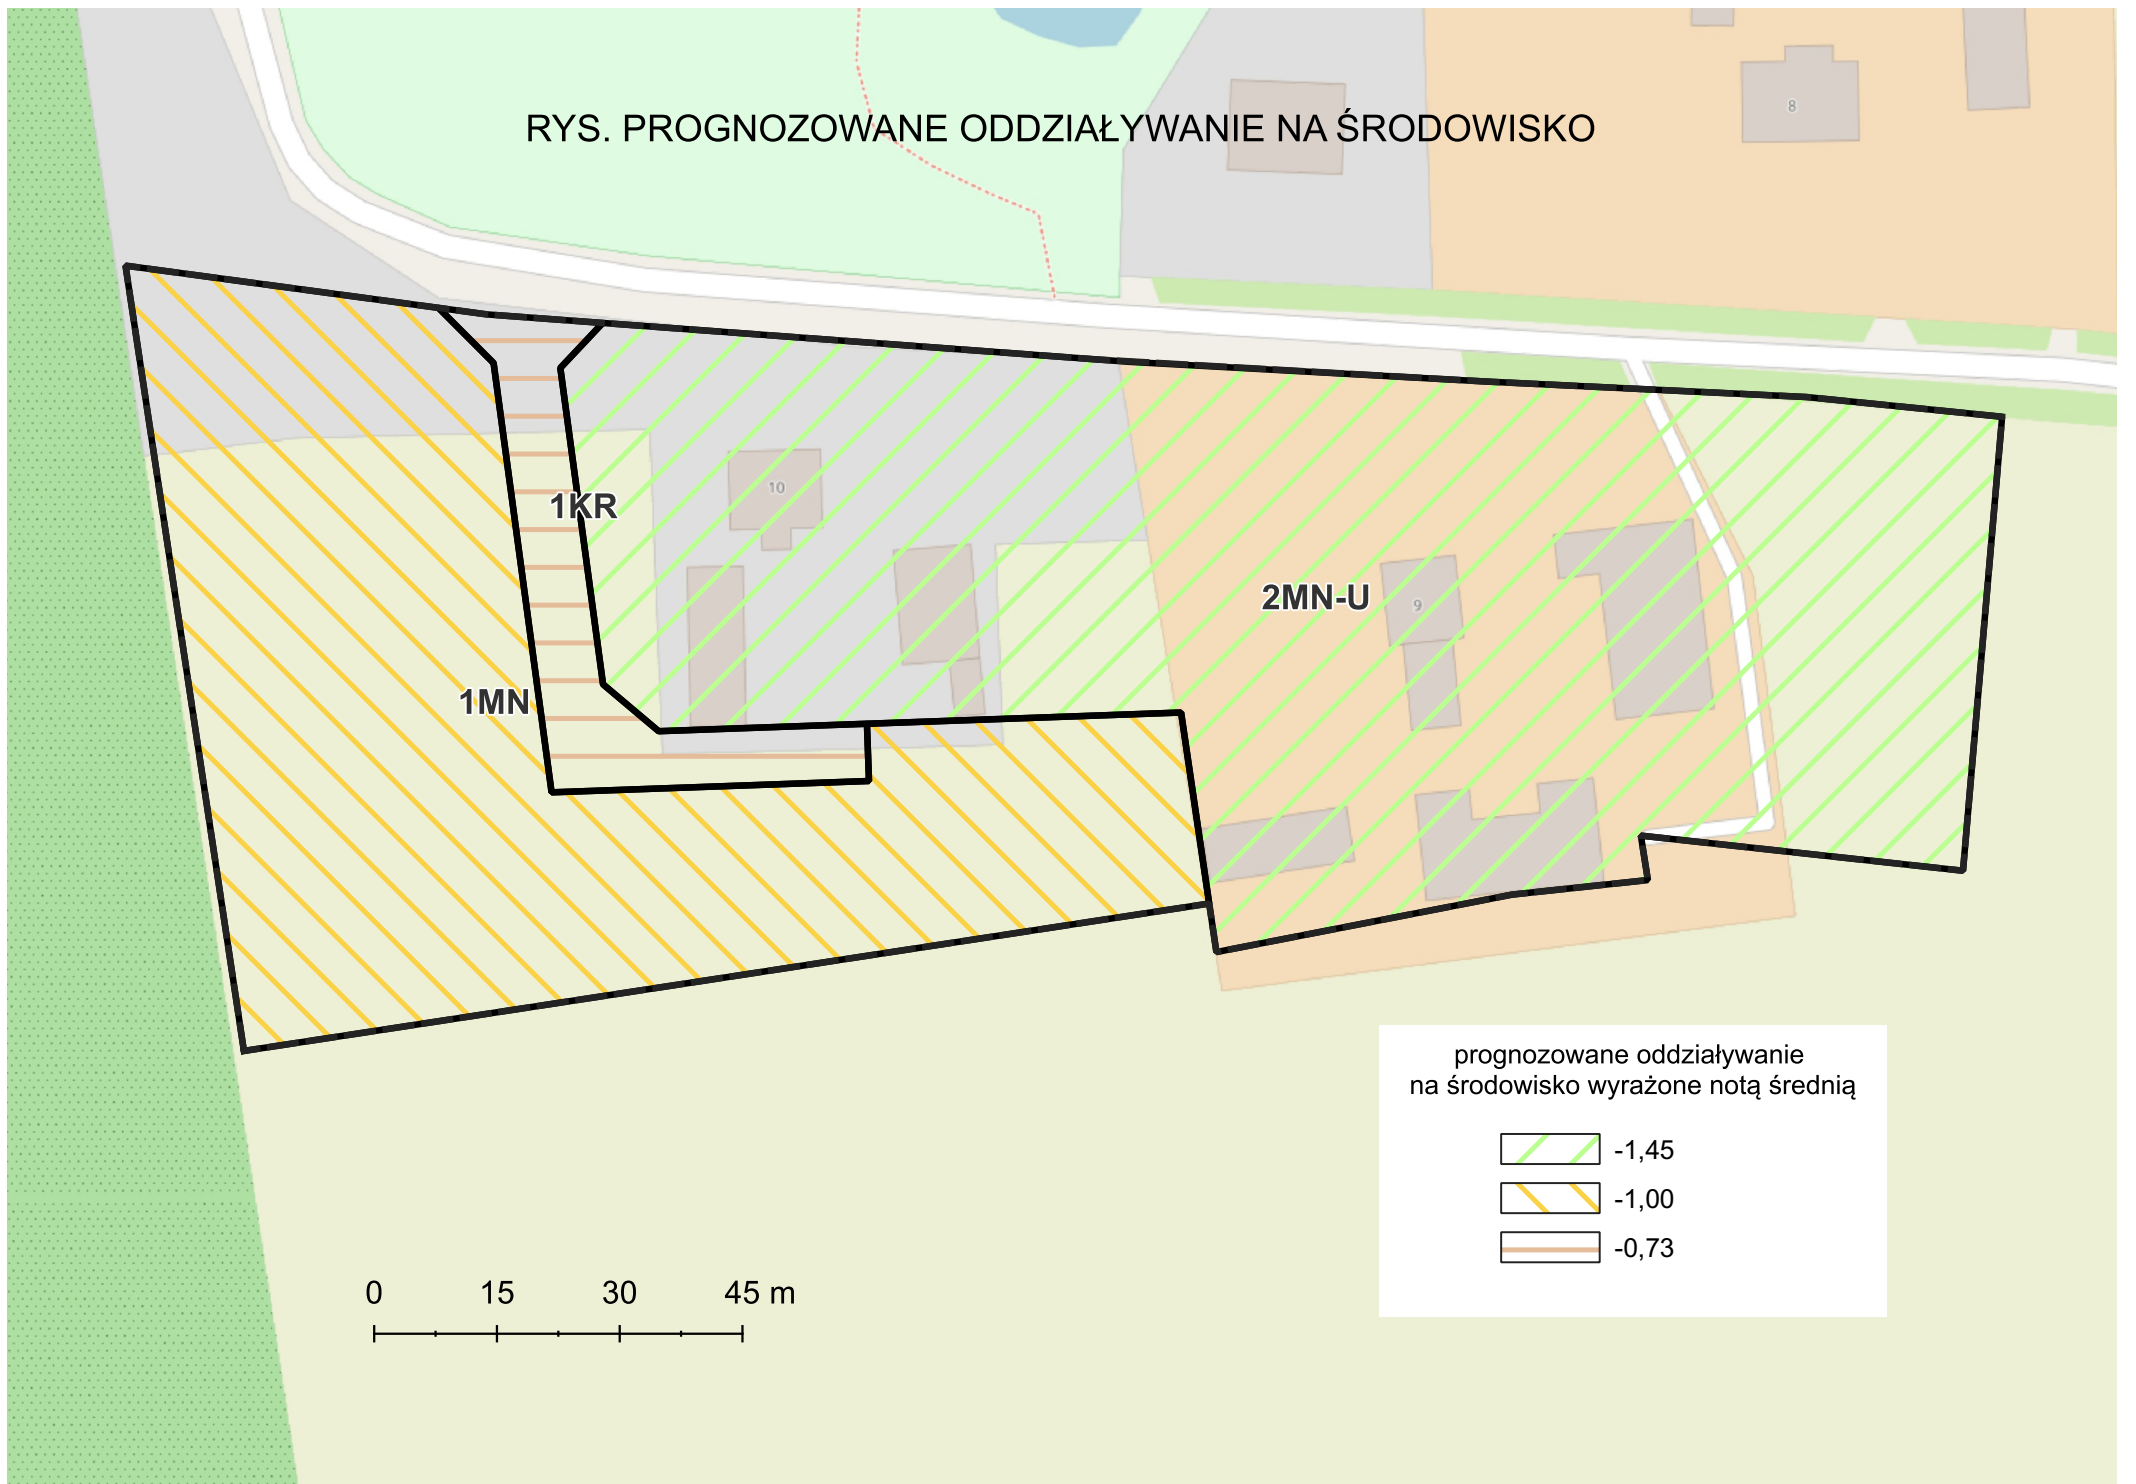 RYS. PROGNOZOWANE ODDZIAŁYWANIE NA ŚRODOWISKO
8
10
1KR
2MN-U
9
1MN
prognozowane oddziaływanie
na środowisko wyrażone notą średnią
-1,45
-1,00
-0,73
0 15 30 45 m